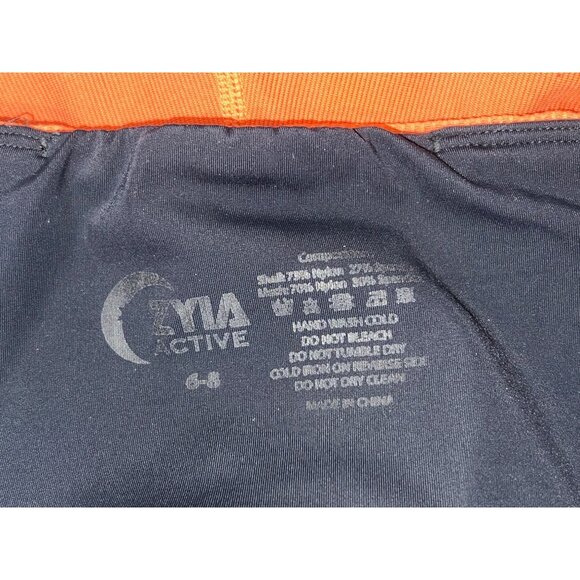 ZYIA
ACTIVE
6-8
Composition:
Shell: 73% Nylon 27% Spandex
Mesh: 70% Nylon 30% Spandex
HAND WASH COLD
DO NOT BLEACH
DO NOT TUMBLE DRY
COLD IRON ON REVERSE SIDE
DO NOT DRY CLEAN
MADE IN CHINA